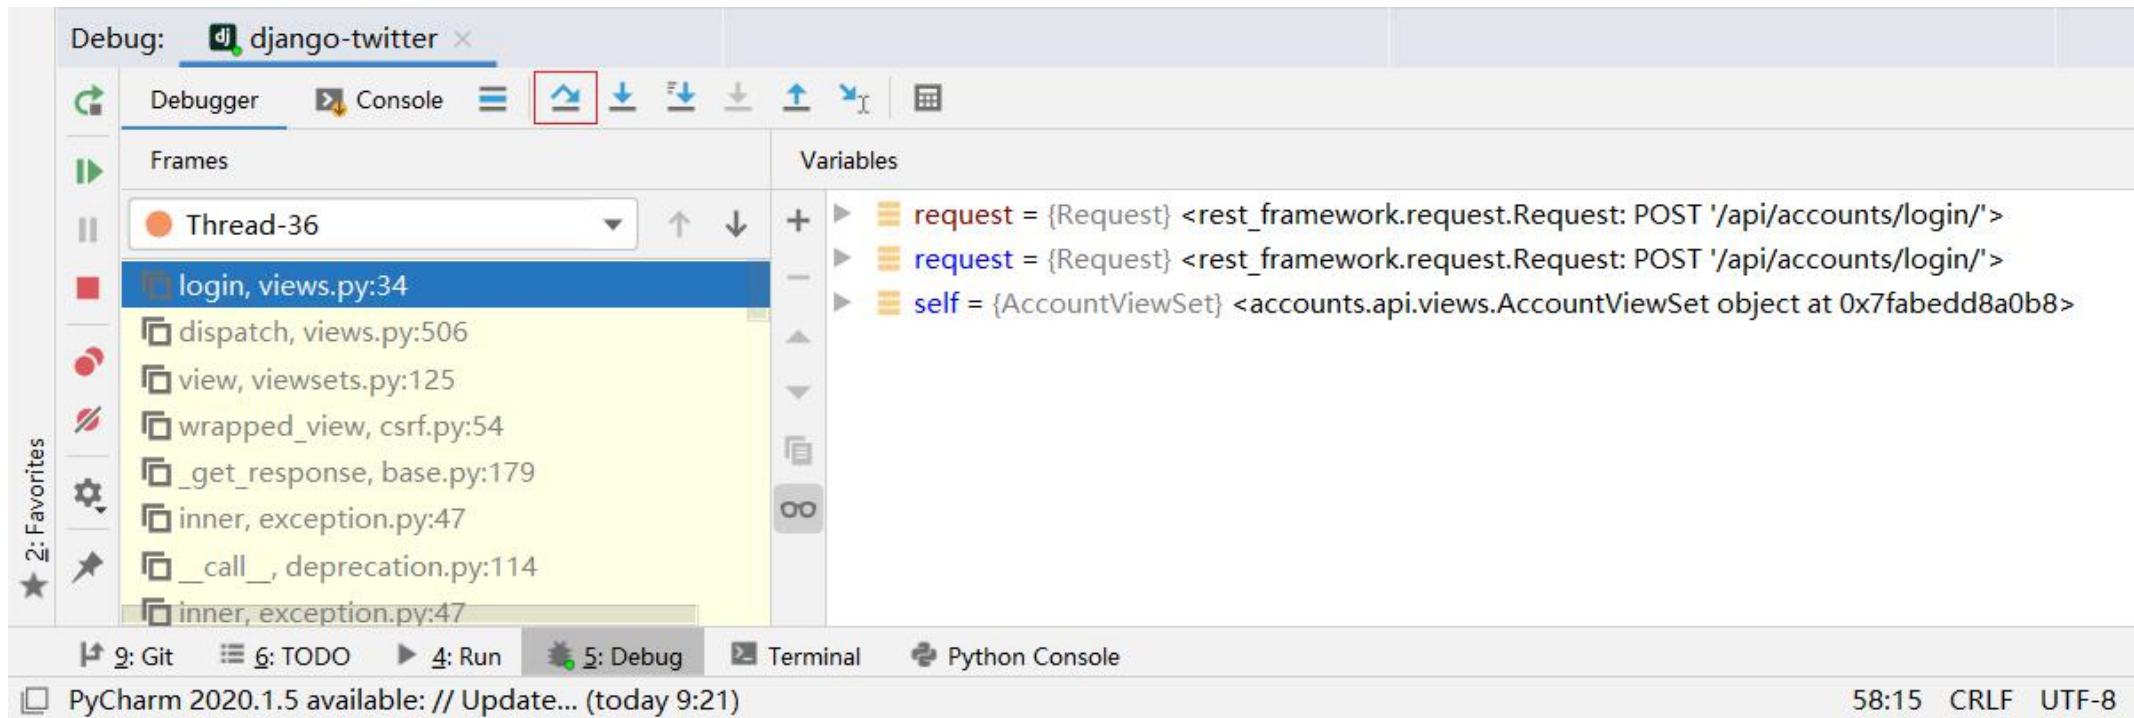 Debug: django-twitter
Debugger Console
Frames
Variables
Thread-36
login, views.py:34
dispatch, views.py:506
view, viewsets.py:125
wrapped_view, csrf.py:54
_get_response, base.py:179
inner, exception.py:47
__call__, deprecation.py:114
inner, exception.py:47
request = {Request} <rest_framework.request.Request: POST '/api/accounts/login/'>
request = {Request} <rest_framework.request.Request: POST '/api/accounts/login/'>
self = {AccountViewSet} <accounts.api.views.AccountViewSet object at 0x7fabedd8a0b8>
2: Favorites
9: Git 6: TODO 4: Run 5: Debug Terminal Python Console
PyCharm 2020.1.5 available: // Update... (today 9:21) 58:15 CRLF UTF-8